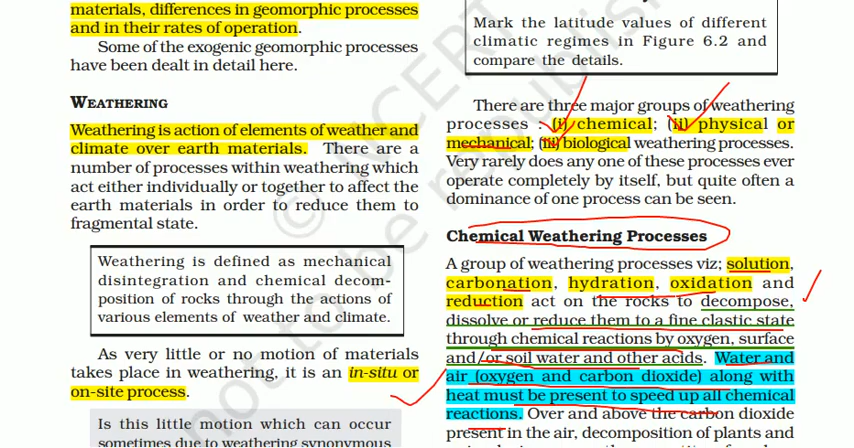 materials, differences in geomorphic processes
and in their rates of operation.
Some of the exogenic geomorphic processes
have been dealt in detail here.
WEATHERING
Weathering is action of elements of weather and
climate over earth materials. There are a
number of processes within weathering which
act either individually or together to affect the
earth materials in order to reduce them to
fragmental state.
Weathering is defined as mechanical
disintegration and chemical decom-
position of rocks through the actions of
various elements of weather and climate.
As very little or no motion of materials
takes place in weathering, it is an in-situ or
on-site process.
Is this little motion which can occur
sometimes due to weathering synonymous
Mark the latitude values of different
climatic regimes in Figure 6.2 and
compare the details.
There are three major groups of weathering
processes : (i) chemical; (ii) physical or
mechanical; (iii) biological weathering processes.
Very rarely does any one of these processes ever
operate completely by itself, but quite often a
dominance of one process can be seen.
Chemical Weathering Processes
A group of weathering processes viz; solution,
carbonation, hydration, oxidation and
reduction act on the rocks to decompose,
dissolve or reduce them to a fine clastic state
through chemical reactions by oxygen, surface
and/or soil water and other acids. Water and
air (oxygen and carbon dioxide) along with
heat must be present to speed up all chemical
reactions. Over and above the carbon dioxide
present in the air, decomposition of plants and
© NCERT
not to be republish